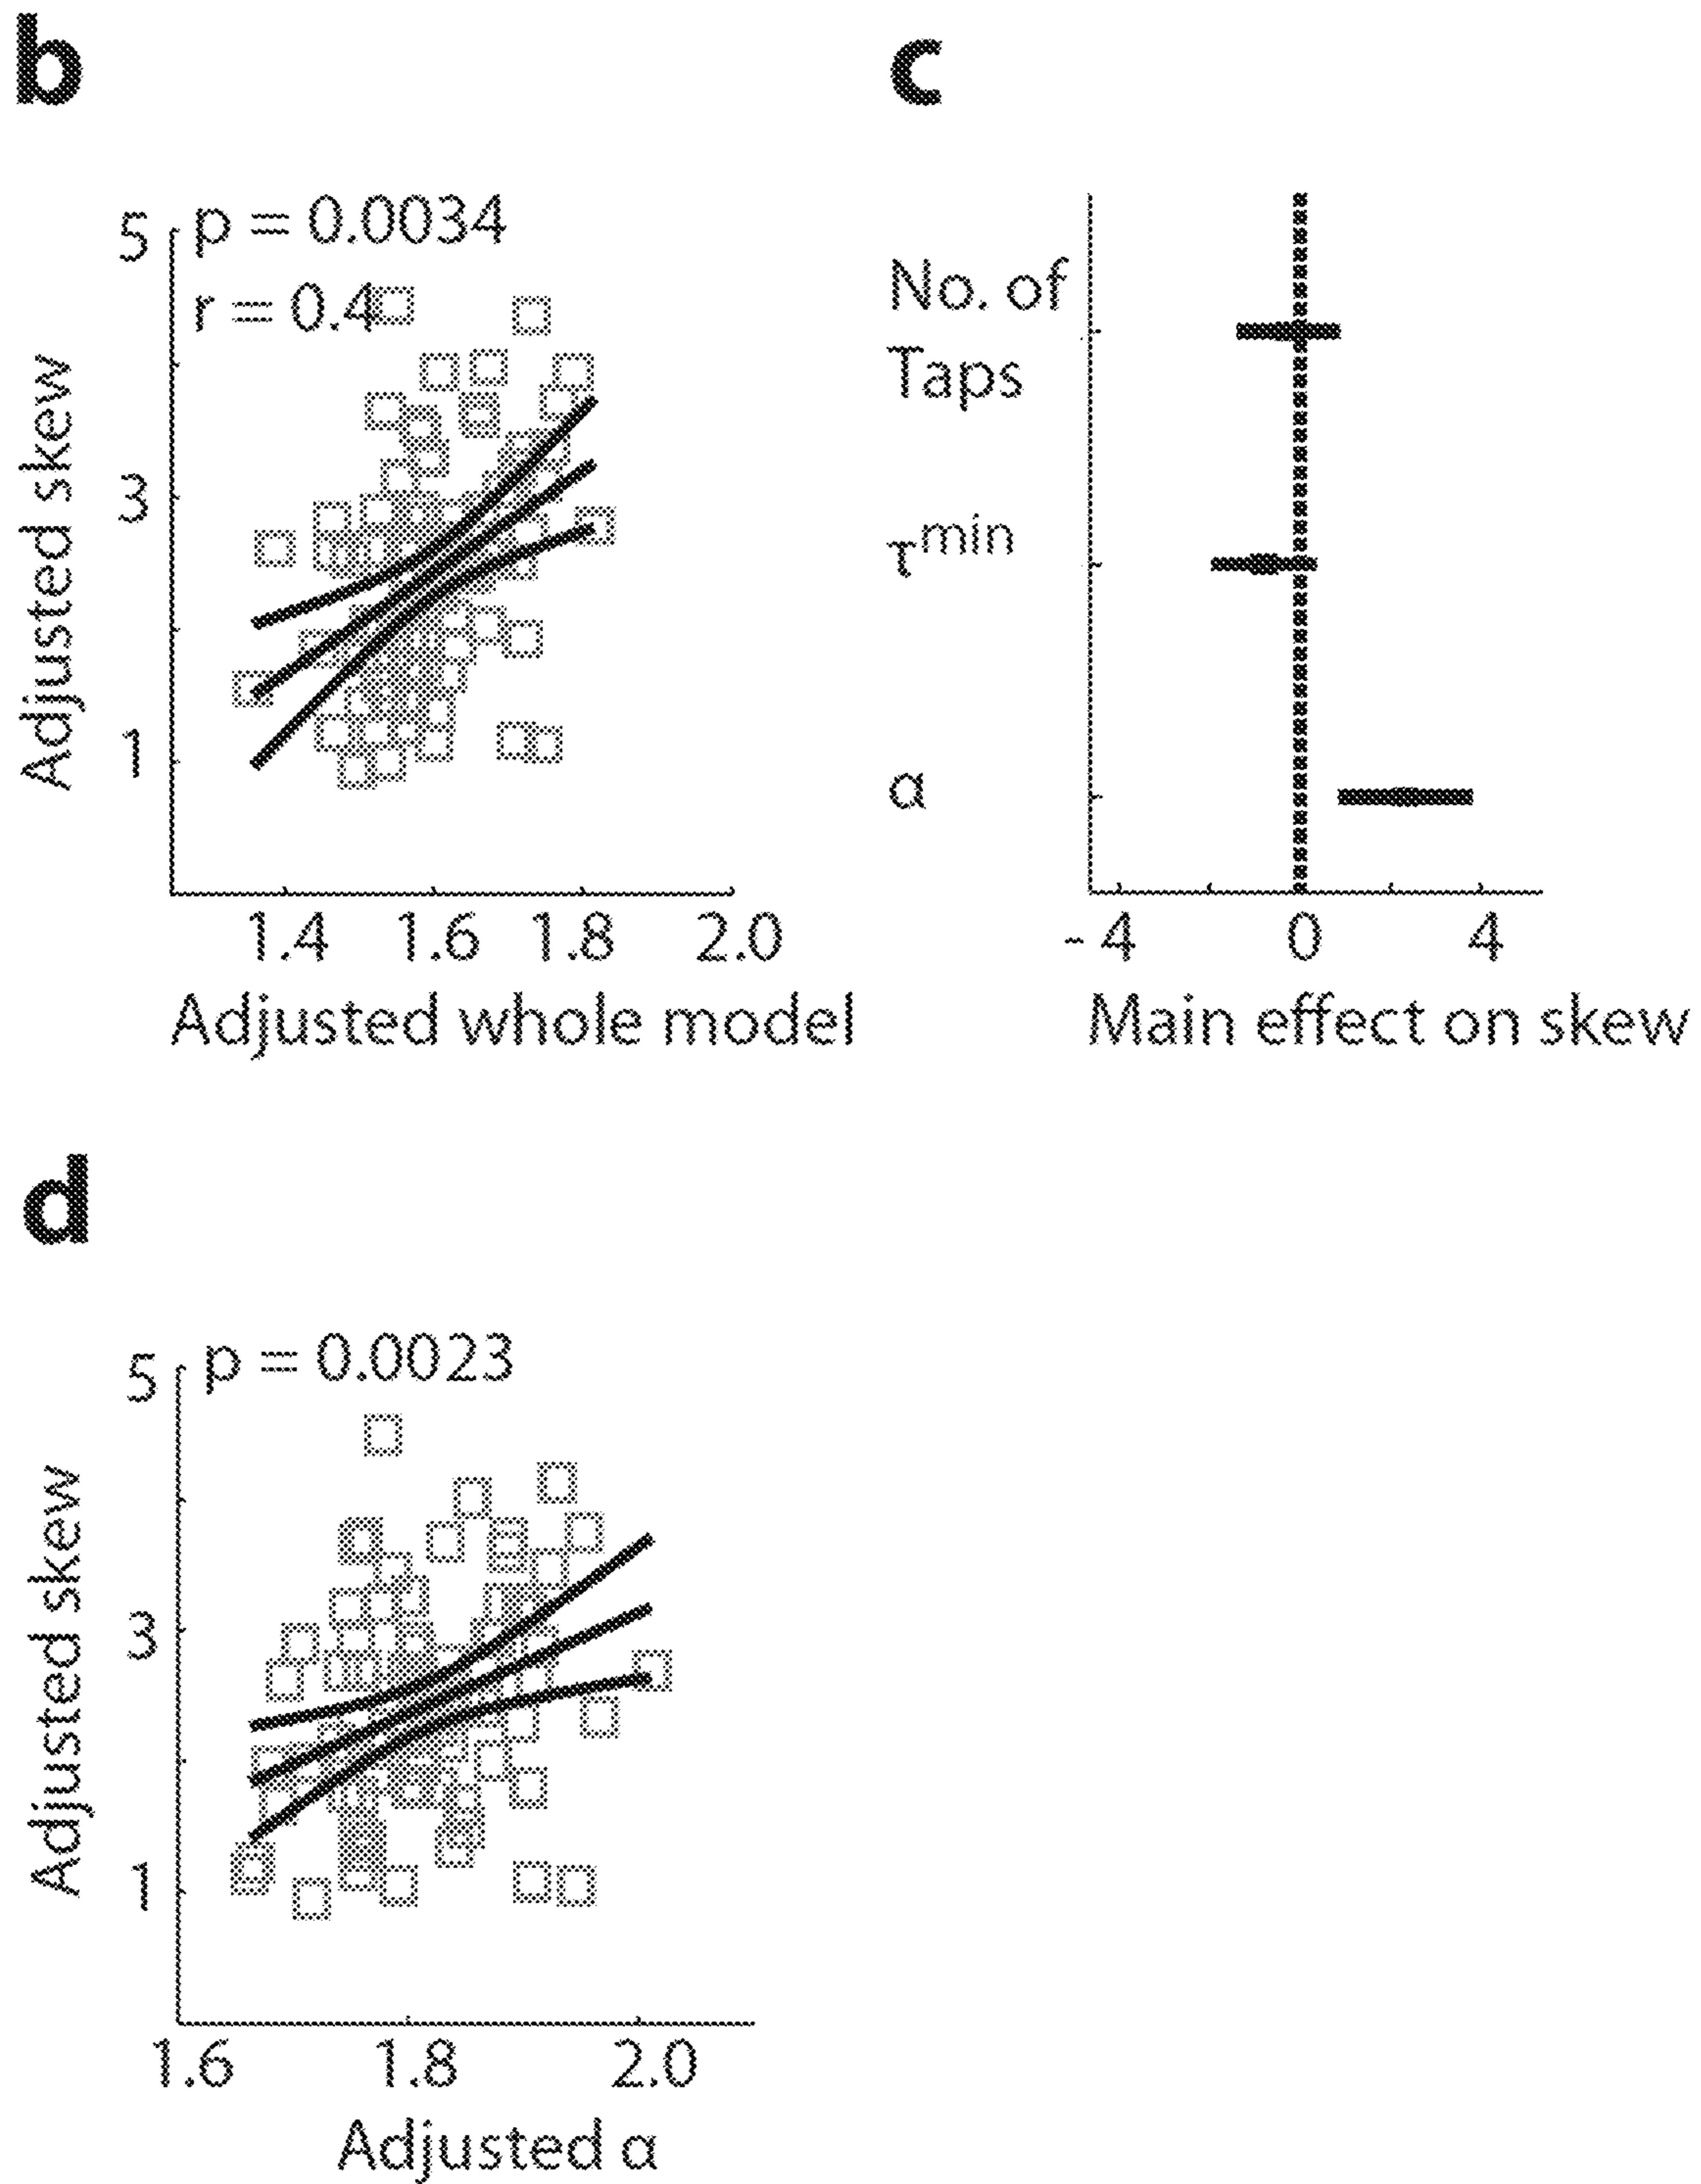 b
p = 0.0034
r = 0.4
5
3
1
Adjusted skew
1.4 1.6 1.8 2.0
Adjusted whole model
c
No. of
Taps
τmin
α
- 4 0 4
Main effect on skew
d
p = 0.0023
5
3
1
Adjusted skew
1.6 1.8 2.0
Adjusted α